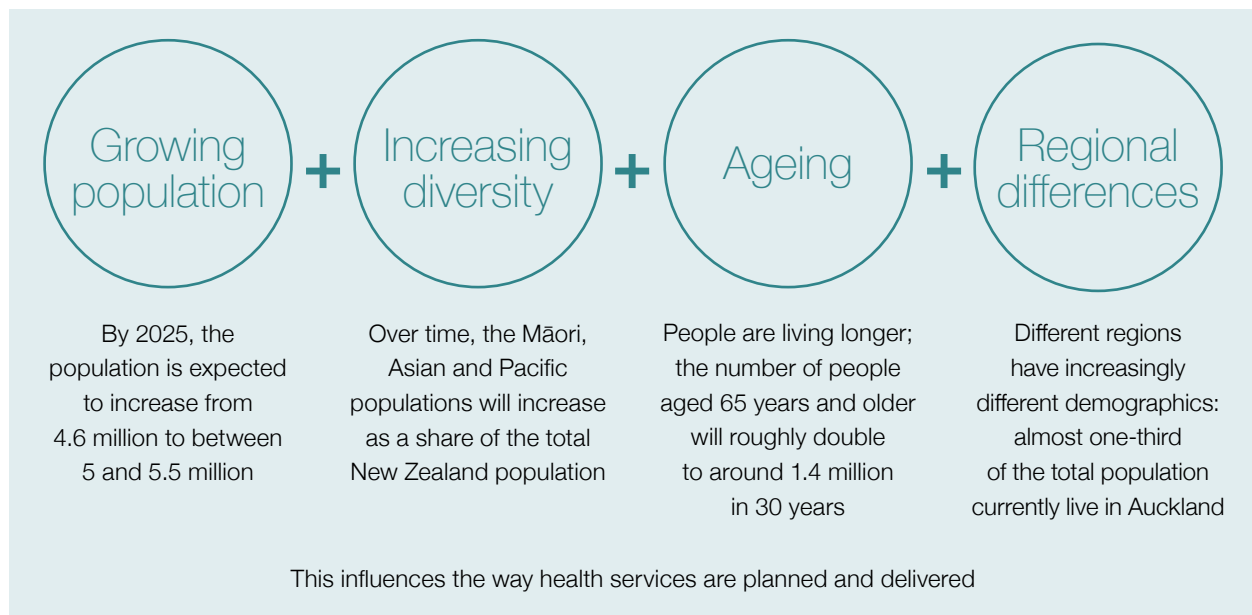 Growing
population
+
Increasing
diversity
+
Ageing
+
Regional
differences
By 2025, the
population is expected
to increase from
4.6 million to between
5 and 5.5 million
Over time, the Māori,
Asian and Pacific
populations will increase
as a share of the total
New Zealand population
People are living longer;
the number of people
aged 65 years and older
will roughly double
to around 1.4 million
in 30 years
Different regions
have increasingly
different demographics:
almost one-third
of the total population
currently live in Auckland
This influences the way health services are planned and delivered